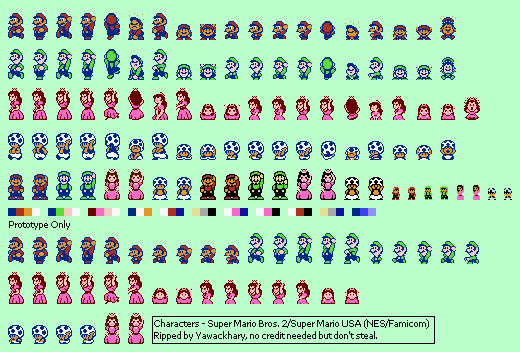 Prototype Only
Characters - Super Mario Bros. 2/Super Mario USA (NES/Famicom)
Ripped by Yawackhary, no credit needed but don't steal.